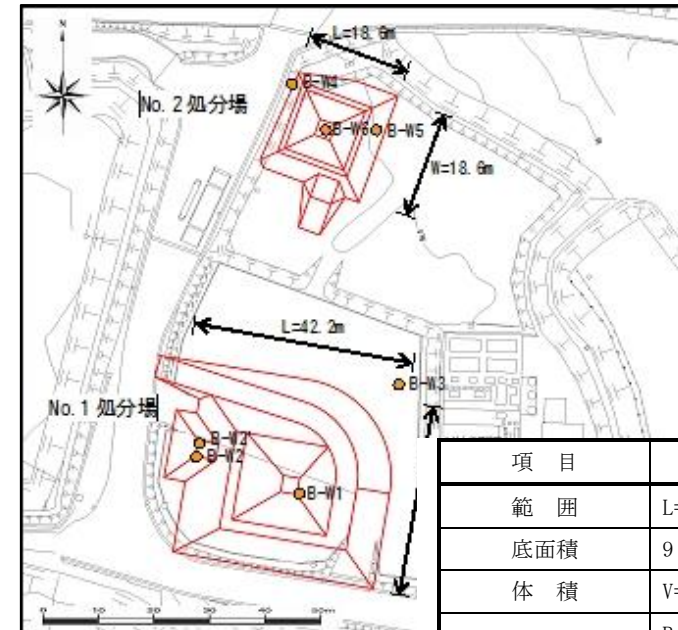 N
L=18.6m
B-W4
No. 2 処分場
B-W6
B-W5
W=18.6m
L=42.2m
B-W3
No. 1 処分場
B-W2'
B-W2
B-W1
0 10 20 30 40 50m
項 目
範 囲 L=
底面積 9
体 積 V=